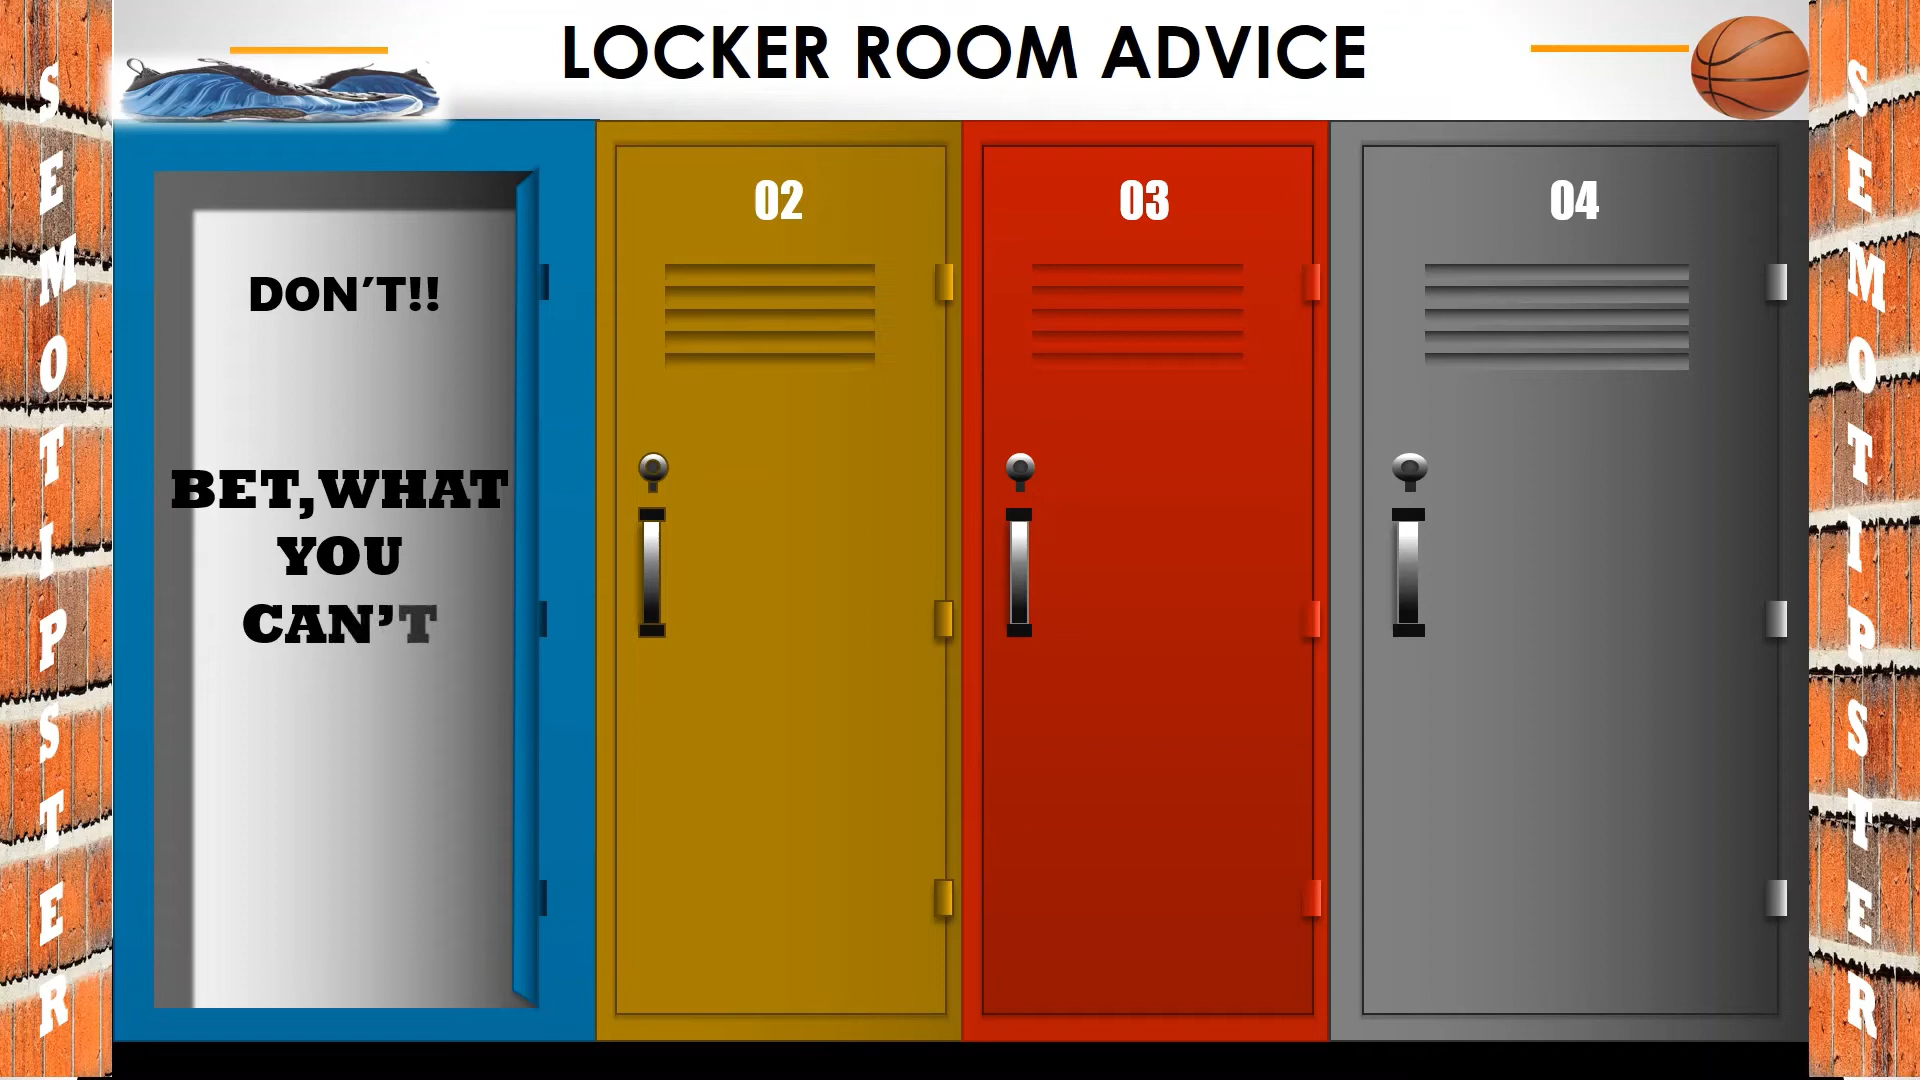 LOCKER ROOM ADVICE
SEMOTIPSTER
DON'T!!
BET,WHAT
YOU
CAN'T
02
03
04
SEMOTIPSTER